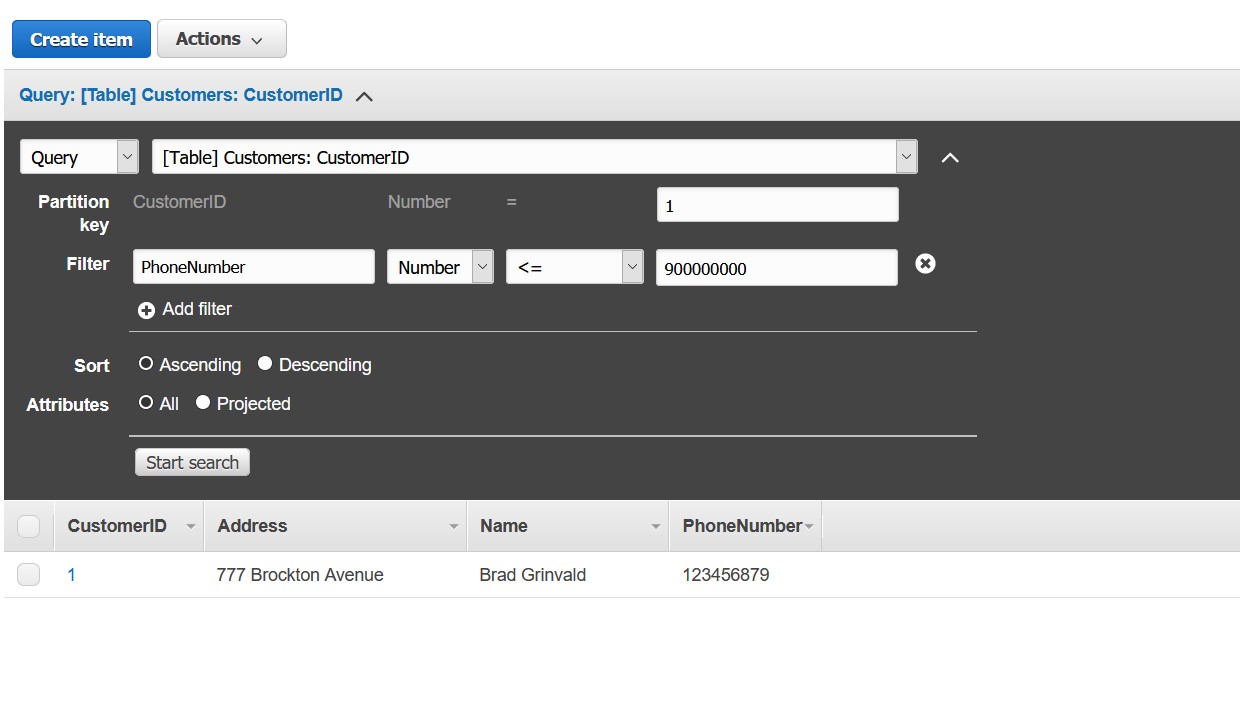 Create item Actions
Query: [Table] Customers: CustomerID
Query [Table] Customers: CustomerID
Partition key CustomerID Number = 1
Filter PhoneNumber Number <= 900000000
Add filter
Sort Ascending Descending
Attributes All Projected
Start search
CustomerID Address Name PhoneNumber
1 777 Brockton Avenue Brad Grinvald 123456879